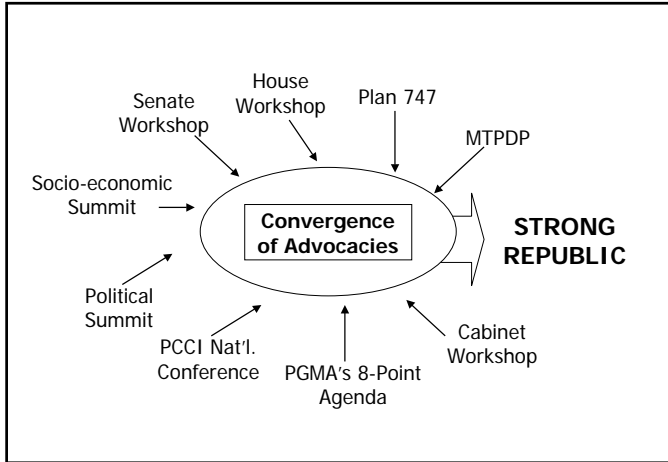 House
Workshop
Plan 747
Senate
Workshop
MTPDP
Socio-economic
Summit
Convergence
of Advocacies
STRONG
REPUBLIC
Political
Summit
PCCI Nat'l.
Conference
PGMA's 8-Point
Agenda
Cabinet
Workshop